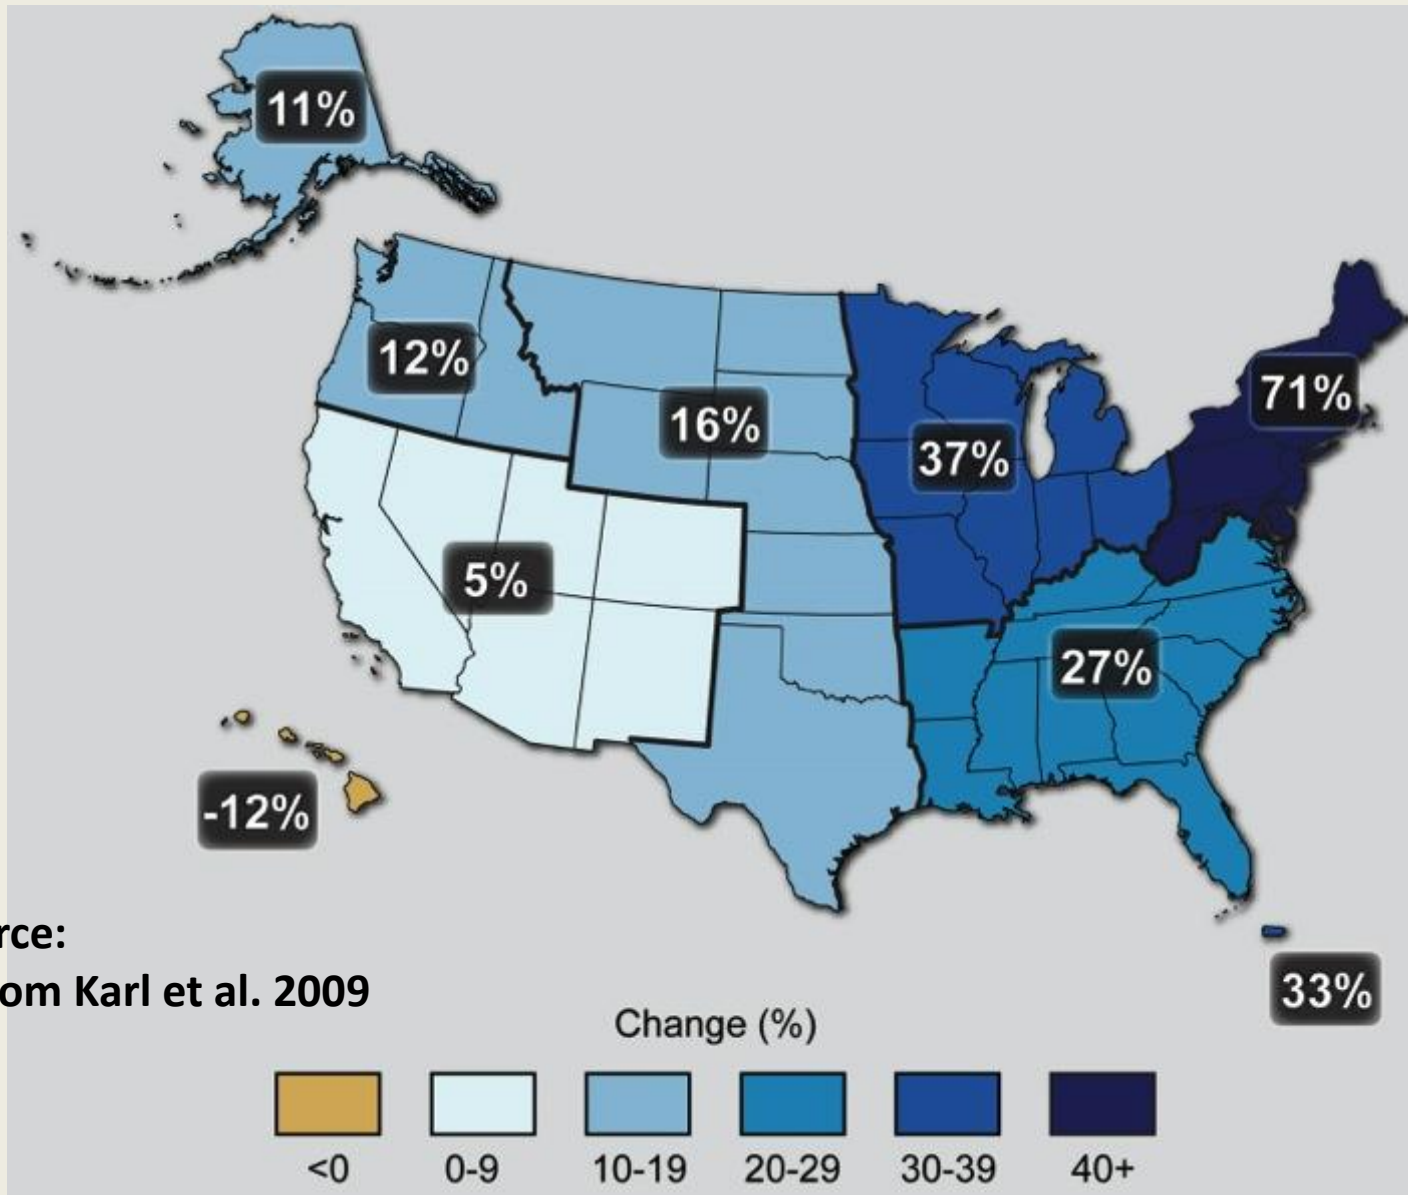 11%
12%
16%
71%
37%
5%
27%
-12%
rce:
om Karl et al. 2009
33%
Change (%)
<0 0-9 10-19 20-29 30-39 40+